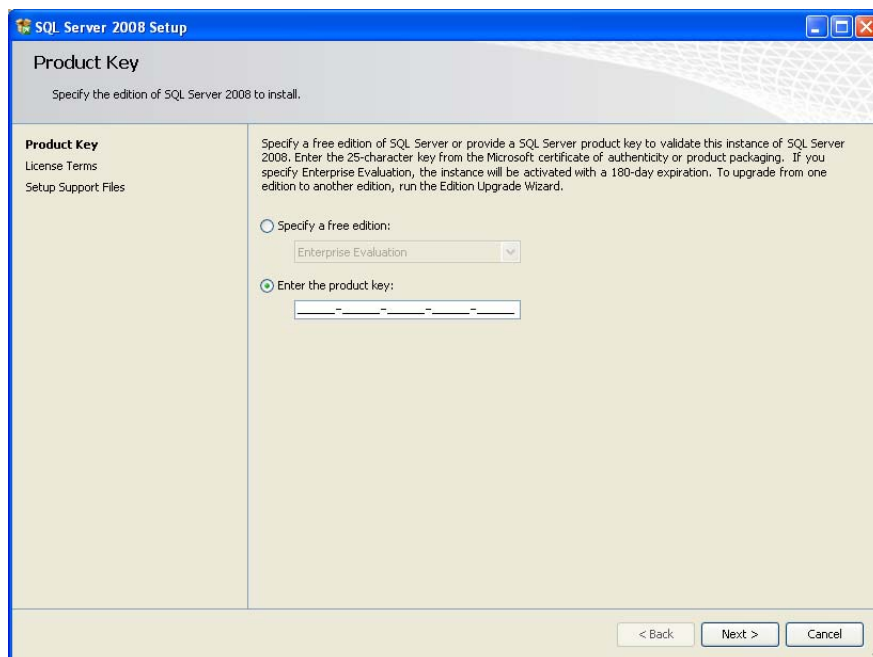 SQL Server 2008 Setup
Product Key
Specify the edition of SQL Server 2008 to install.
Product Key
License Terms
Setup Support Files
Specify a free edition of SQL Server or provide a SQL Server product key to validate this instance of SQL Server
2008. Enter the 25-character key from the Microsoft certificate of authenticity or product packaging. If you
specify Enterprise Evaluation, the instance will be activated with a 180-day expiration. To upgrade from one
edition to another edition, run the Edition Upgrade Wizard.
Specify a free edition:
Enterprise Evaluation
Enter the product key:
_____-_____-_____-_____-_____
< Back Next > Cancel